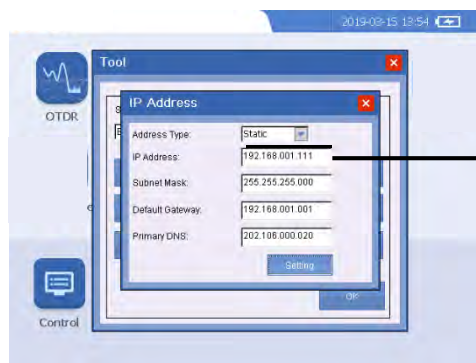 2019-03-15 13:54
Tool
OTDR
IP Address
Address Type: Static
IP Address: 192.168.001.111
Subnet Mask: 255.255.255.000
Default Gateway: 192.168.001.001
Primary DNS: 202.106.000.020
Setting
OK
Control